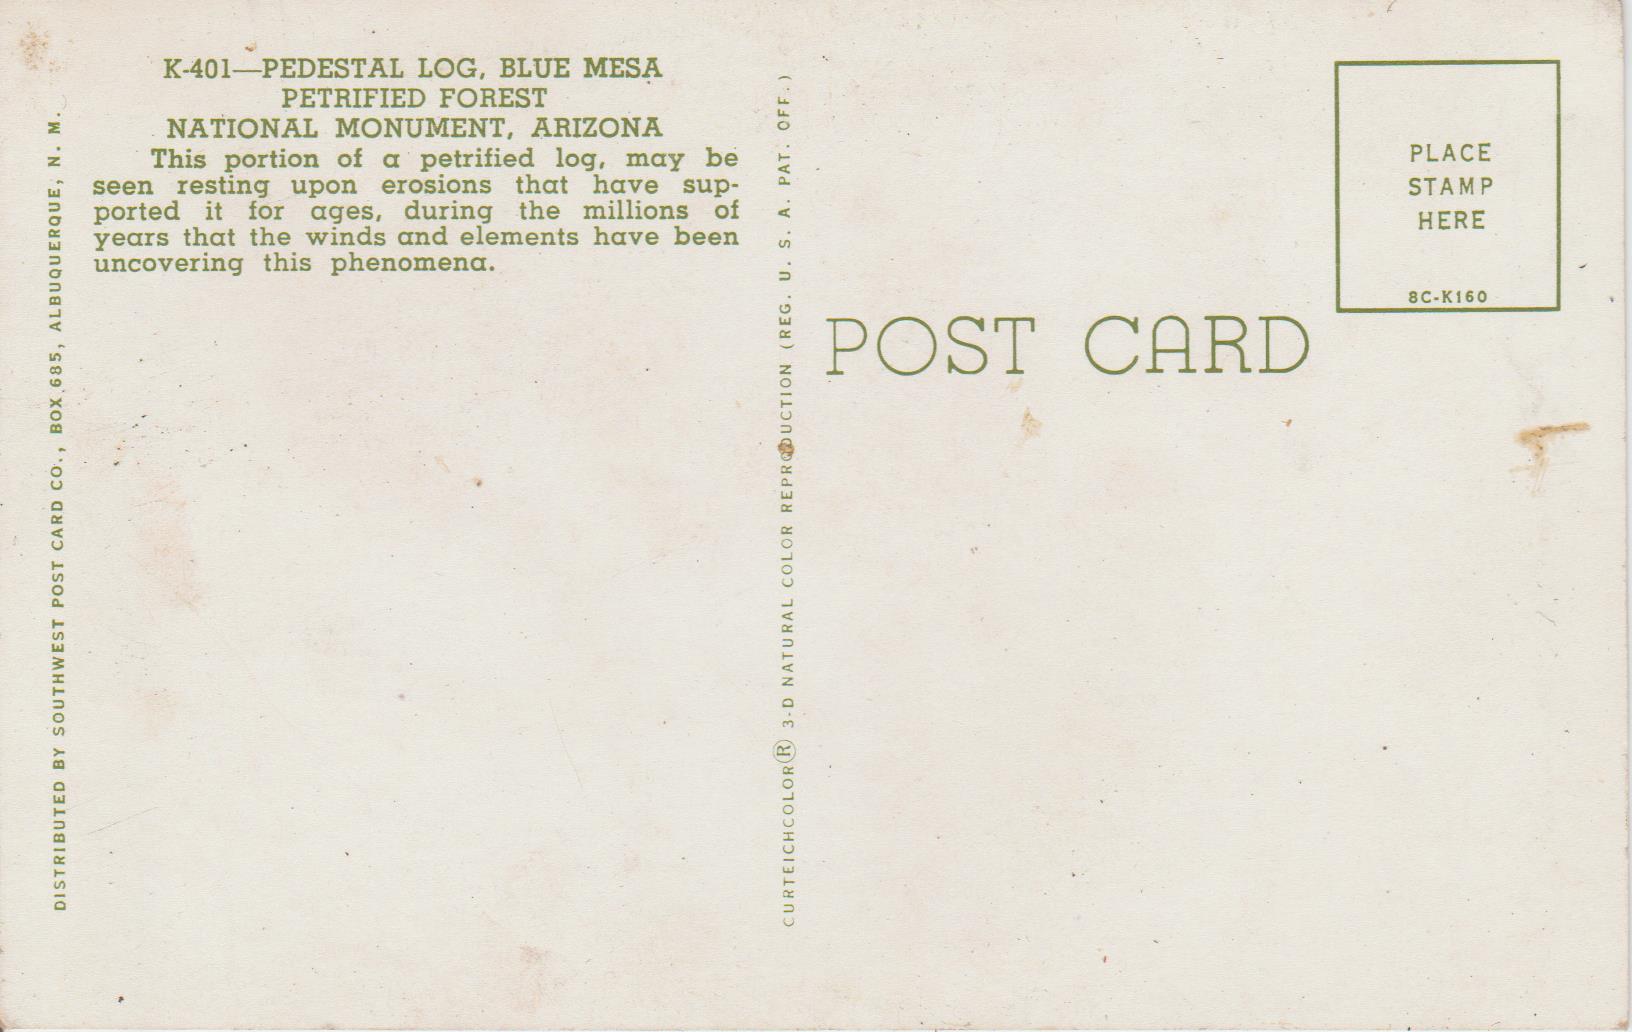 K-401—PEDESTAL LOG, BLUE MESA
PETRIFIED FOREST
NATIONAL MONUMENT, ARIZONA
This portion of a petrified log, may be
seen resting upon erosions that have sup-
ported it for ages, during the millions of
years that the winds and elements have been
uncovering this phenomena.
DISTRIBUTED BY SOUTHWEST POST CARD CO., BOX 685, ALBUQUERQUE, N. M.
CURTEICHCOLOR® 3-D NATURAL COLOR REPRODUCTION (REG. U. S. A. PAT. OFF.)
POST CARD
PLACE
STAMP
HERE
8C-K160